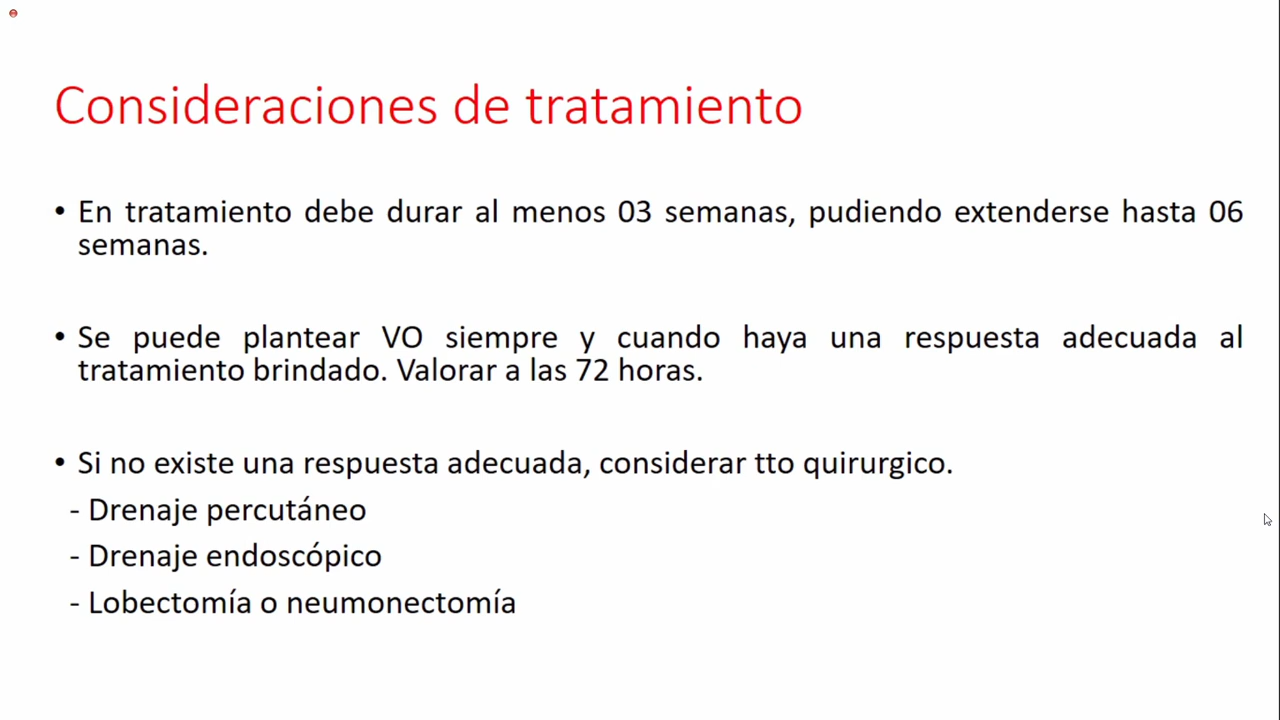 Consideraciones de tratamiento
• En tratamiento debe durar al menos 03 semanas, pudiendo extenderse hasta 06
semanas.
• Se puede plantear VO siempre y cuando haya una respuesta adecuada al
tratamiento brindado. Valorar a las 72 horas.
• Si no existe una respuesta adecuada, considerar tto quirurgico.
- Drenaje percutáneo
- Drenaje endoscópico
- Lobectomía o neumonectomía